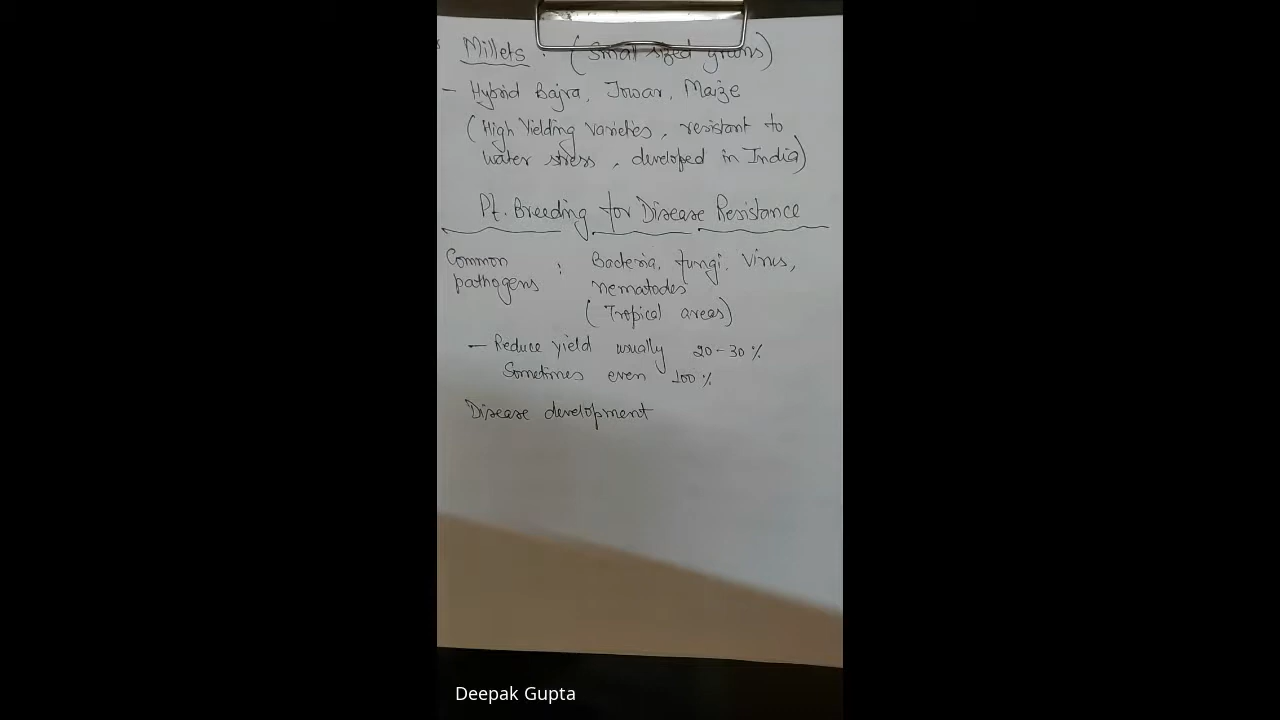 Millets : (Small sized grains)
- Hybrid Bajra, Jowar, Maize
(High Yielding varieties, resistant to
water stress, developed in India)
Pt. Breeding for Disease Resistance
Common : Bacteria, fungi, virus,
pathogens nematodes
(Tropical areas)
- Reduce yield usually 20-30%
Sometimes even 100%
Disease development
Deepak Gupta